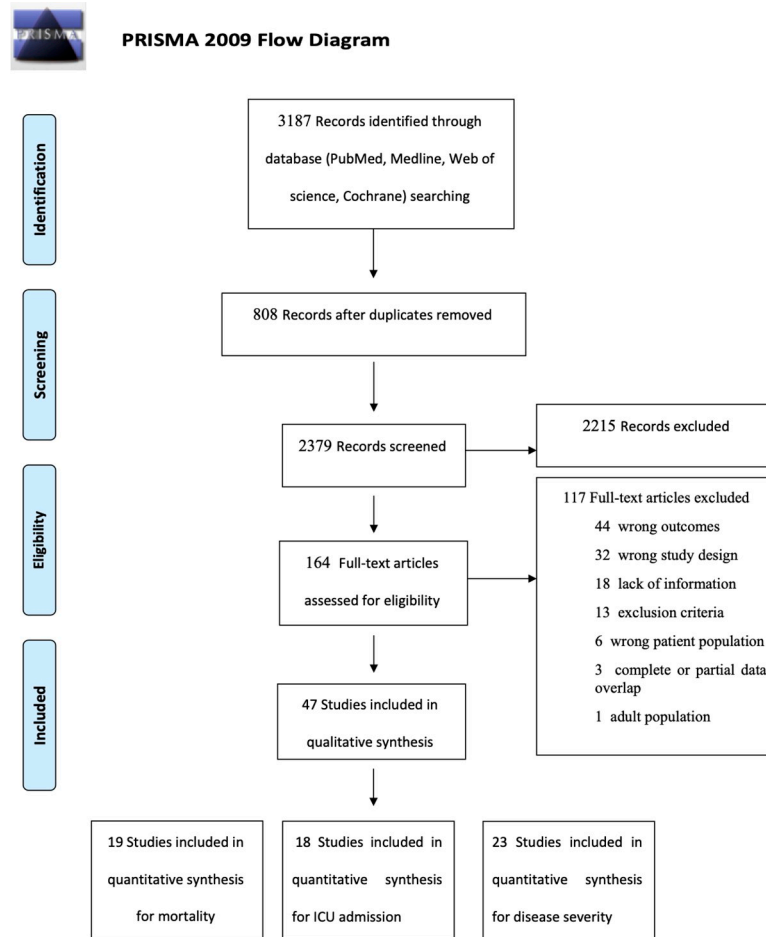 PRISMA
PRISMA 2009 Flow Diagram
Identification
3187 Records identified through
database (PubMed, Medline, Web of
science, Cochrane) searching
Screening
808 Records after duplicates removed
2379 Records screened
2215 Records excluded
Eligibility
164 Full-text articles
assessed for eligibility
117 Full-text articles excluded
44 wrong outcomes
32 wrong study design
18 lack of information
13 exclusion criteria
6 wrong patient population
3 complete or partial data
overlap
1 adult population
Included
47 Studies included in
qualitative synthesis
19 Studies included in
quantitative synthesis
for mortality
18 Studies included in
quantitative synthesis
for ICU admission
23 Studies included in
quantitative synthesis
for disease severity